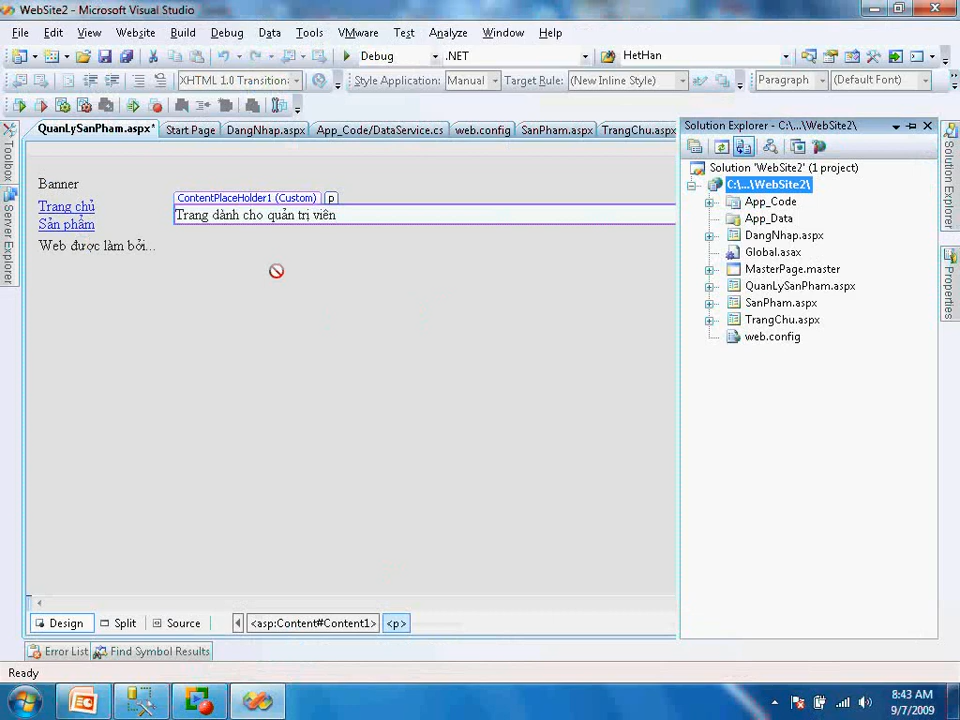 WebSite2 - Microsoft Visual Studio
File Edit View Website Build Debug Data Tools VMware Test Analyze Window Help
Debug .NET HetHan
XHTML 1.0 Transition Style Application: Manual Target Rule: (New Inline Style) Paragraph (Default Font)
QuanLySanPham.aspx* Start Page DangNhap.aspx App_Code/DataService.cs web.config SanPham.aspx TrangChu.aspx
Solution Explorer - C:\...\WebSite2\
Toolbox
Server Explorer
Banner
ContentPlaceHolder1 (Custom) p
Trang chủ
Trang dành cho quản trị viên
Sản phẩm
Web được làm bởi...
Solution 'WebSite2' (1 project)
C:\...\WebSite2\
App_Code
App_Data
DangNhap.aspx
Global.asax
MasterPage.master
QuanLySanPham.aspx
SanPham.aspx
TrangChu.aspx
web.config
Solution Explorer
Properties
Design Split Source <asp:Content#Content1> <p>
Error List Find Symbol Results
Ready
8:43 AM
9/7/2009